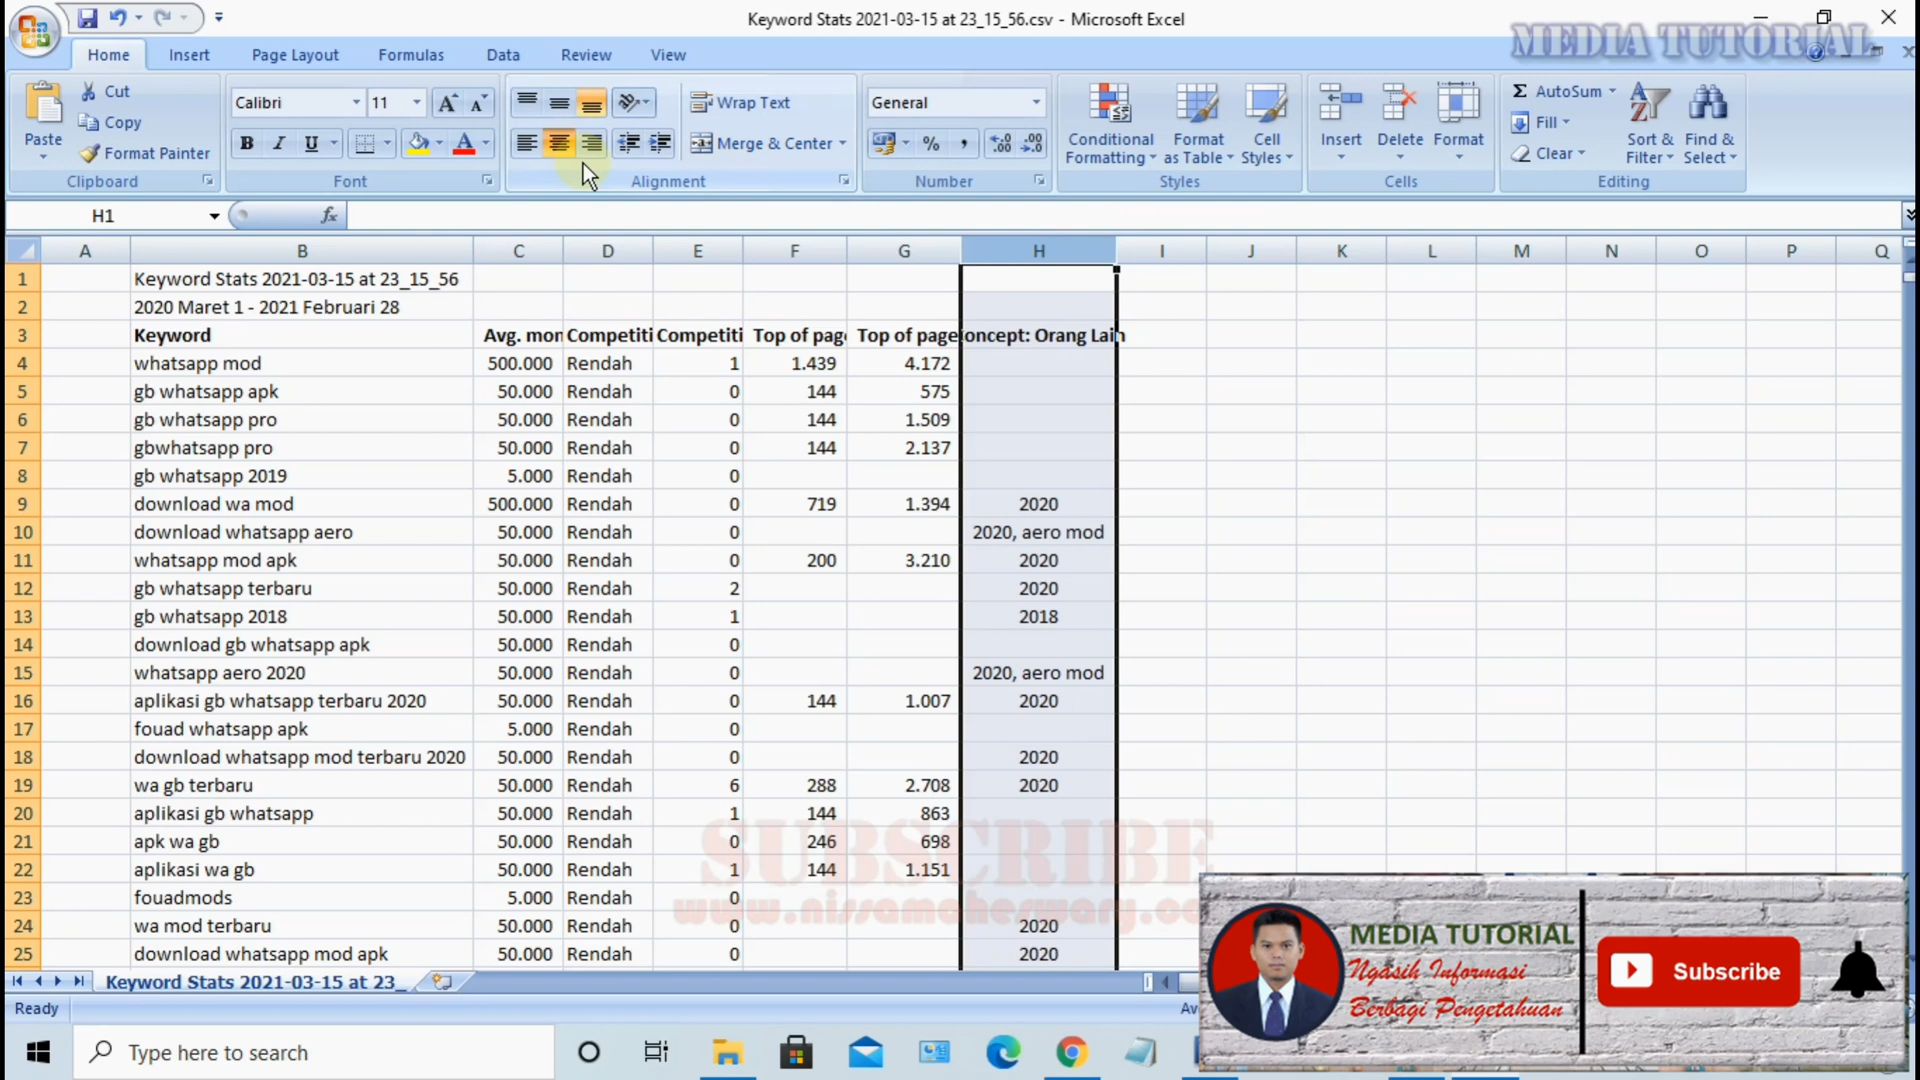 Keyword Stats 2021-03-15 at 23_15_56.csv - Microsoft Excel
MEDIA TUTORIAL
Home Insert Page Layout Formulas Data Review View
Paste
Cut
Copy
Format Painter
Clipboard
Calibri 11
B I U
Font
Wrap Text
Merge & Center
Alignment
General
%
Number
Conditional Formatting
Format as Table
Cell Styles
Styles
Insert Delete Format
Cells
Σ AutoSum
Fill
Clear
Sort & Filter
Find & Select
Editing
H1 fx
A B C D E F G H I J K L M N O P Q
1 Keyword Stats 2021-03-15 at 23_15_56
2 2020 Maret 1 - 2021 Februari 28
3 Keyword Avg. mon Competiti Competiti Top of pag Top of page oncept: Orang Lain
4 whatsapp mod 500.000 Rendah 1 1.439 4.172
5 gb whatsapp apk 50.000 Rendah 0 144 575
6 gb whatsapp pro 50.000 Rendah 0 144 1.509
7 gbwhatsapp pro 50.000 Rendah 0 144 2.137
8 gb whatsapp 2019 5.000 Rendah 0
9 download wa mod 500.000 Rendah 0 719 1.394 2020
10 download whatsapp aero 50.000 Rendah 0 2020, aero mod
11 whatsapp mod apk 50.000 Rendah 0 200 3.210 2020
12 gb whatsapp terbaru 50.000 Rendah 2 2020
13 gb whatsapp 2018 50.000 Rendah 1 2018
14 download gb whatsapp apk 50.000 Rendah 0
15 whatsapp aero 2020 50.000 Rendah 0 2020, aero mod
16 aplikasi gb whatsapp terbaru 2020 50.000 Rendah 0 144 1.007 2020
17 fouad whatsapp apk 5.000 Rendah 0
18 download whatsapp mod terbaru 2020 50.000 Rendah 0 2020
19 wa gb terbaru 50.000 Rendah 6 288 2.708 2020
20 aplikasi gb whatsapp 50.000 Rendah 1 144 863
21 apk wa gb 50.000 Rendah 0 246 698
22 aplikasi wa gb 50.000 Rendah 1 144 1.151
23 fouadmods 5.000 Rendah 0
24 wa mod terbaru 50.000 Rendah 0 2020
25 download whatsapp mod apk 50.000 Rendah 0 2020
SUBSCRIBE
www.nissamaheswary.co
MEDIA TUTORIAL
Ngasih Informasi
Berbagi Pengetahuan
Subscribe
Keyword Stats 2021-03-15 at 23_
Ready Av
Type here to search